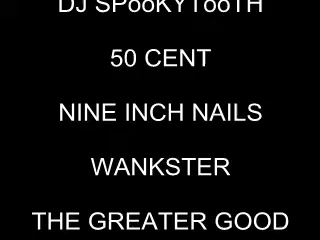 DJ SPooKYTooTH
50 CENT
NINE INCH NAILS
WANKSTER
THE GREATER GOOD